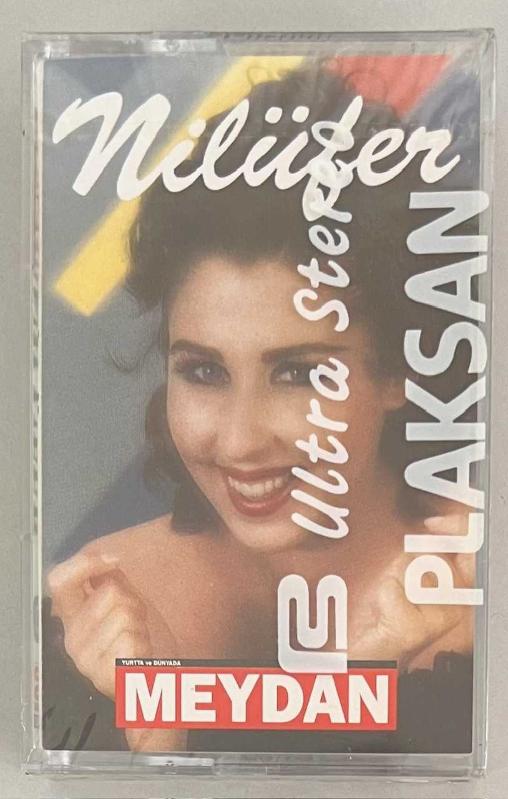 Nilüfer
Ultra Stereo
PLAKSAN
YURTTA ve DÜNYADA
MEYDAN